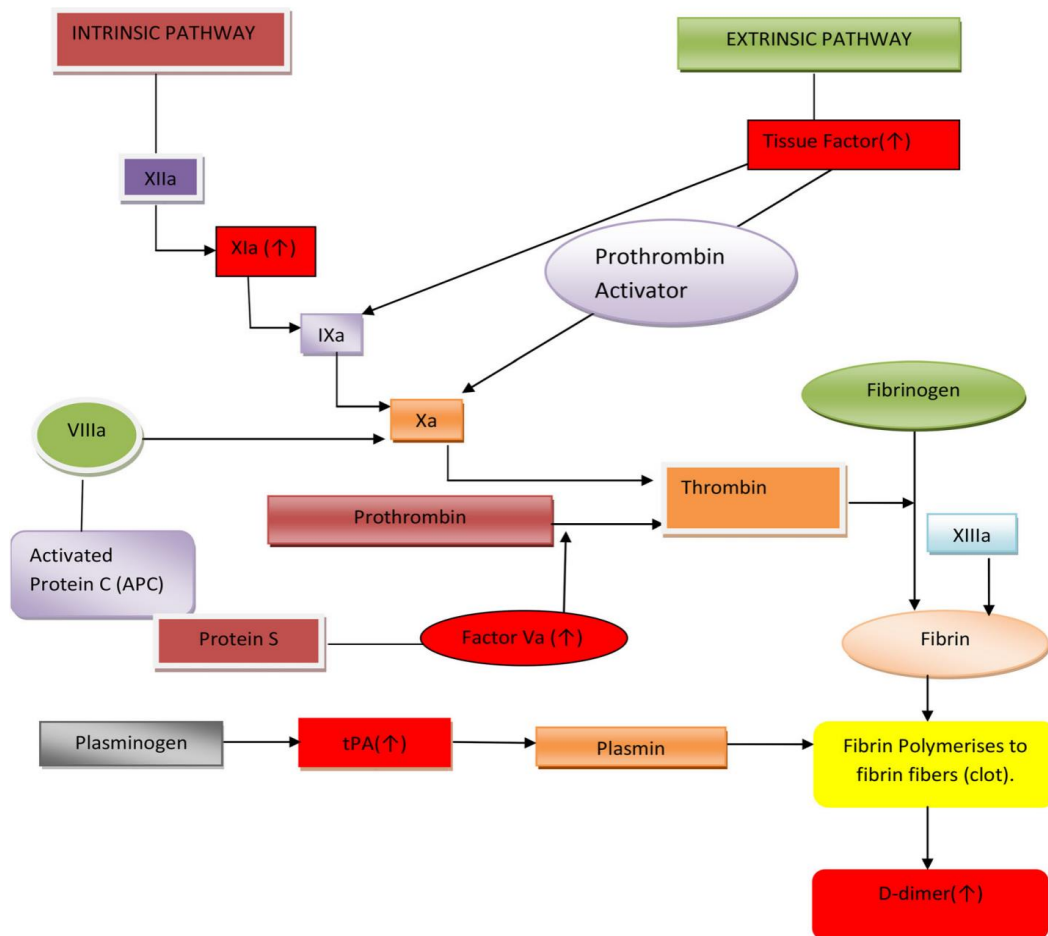 INTRINSIC PATHWAY
EXTRINSIC PATHWAY
Tissue Factor(↑)
XIIa
XIa (↑)
Prothrombin
Activator
IXa
Fibrinogen
Xa
VIIIa
Thrombin
Prothrombin
XIIIa
Activated
Protein C (APC)
Protein S
Factor Va (↑)
Fibrin
Plasminogen
tPA(↑)
Plasmin
Fibrin Polymerises to
fibrin fibers (clot).
D-dimer(↑)